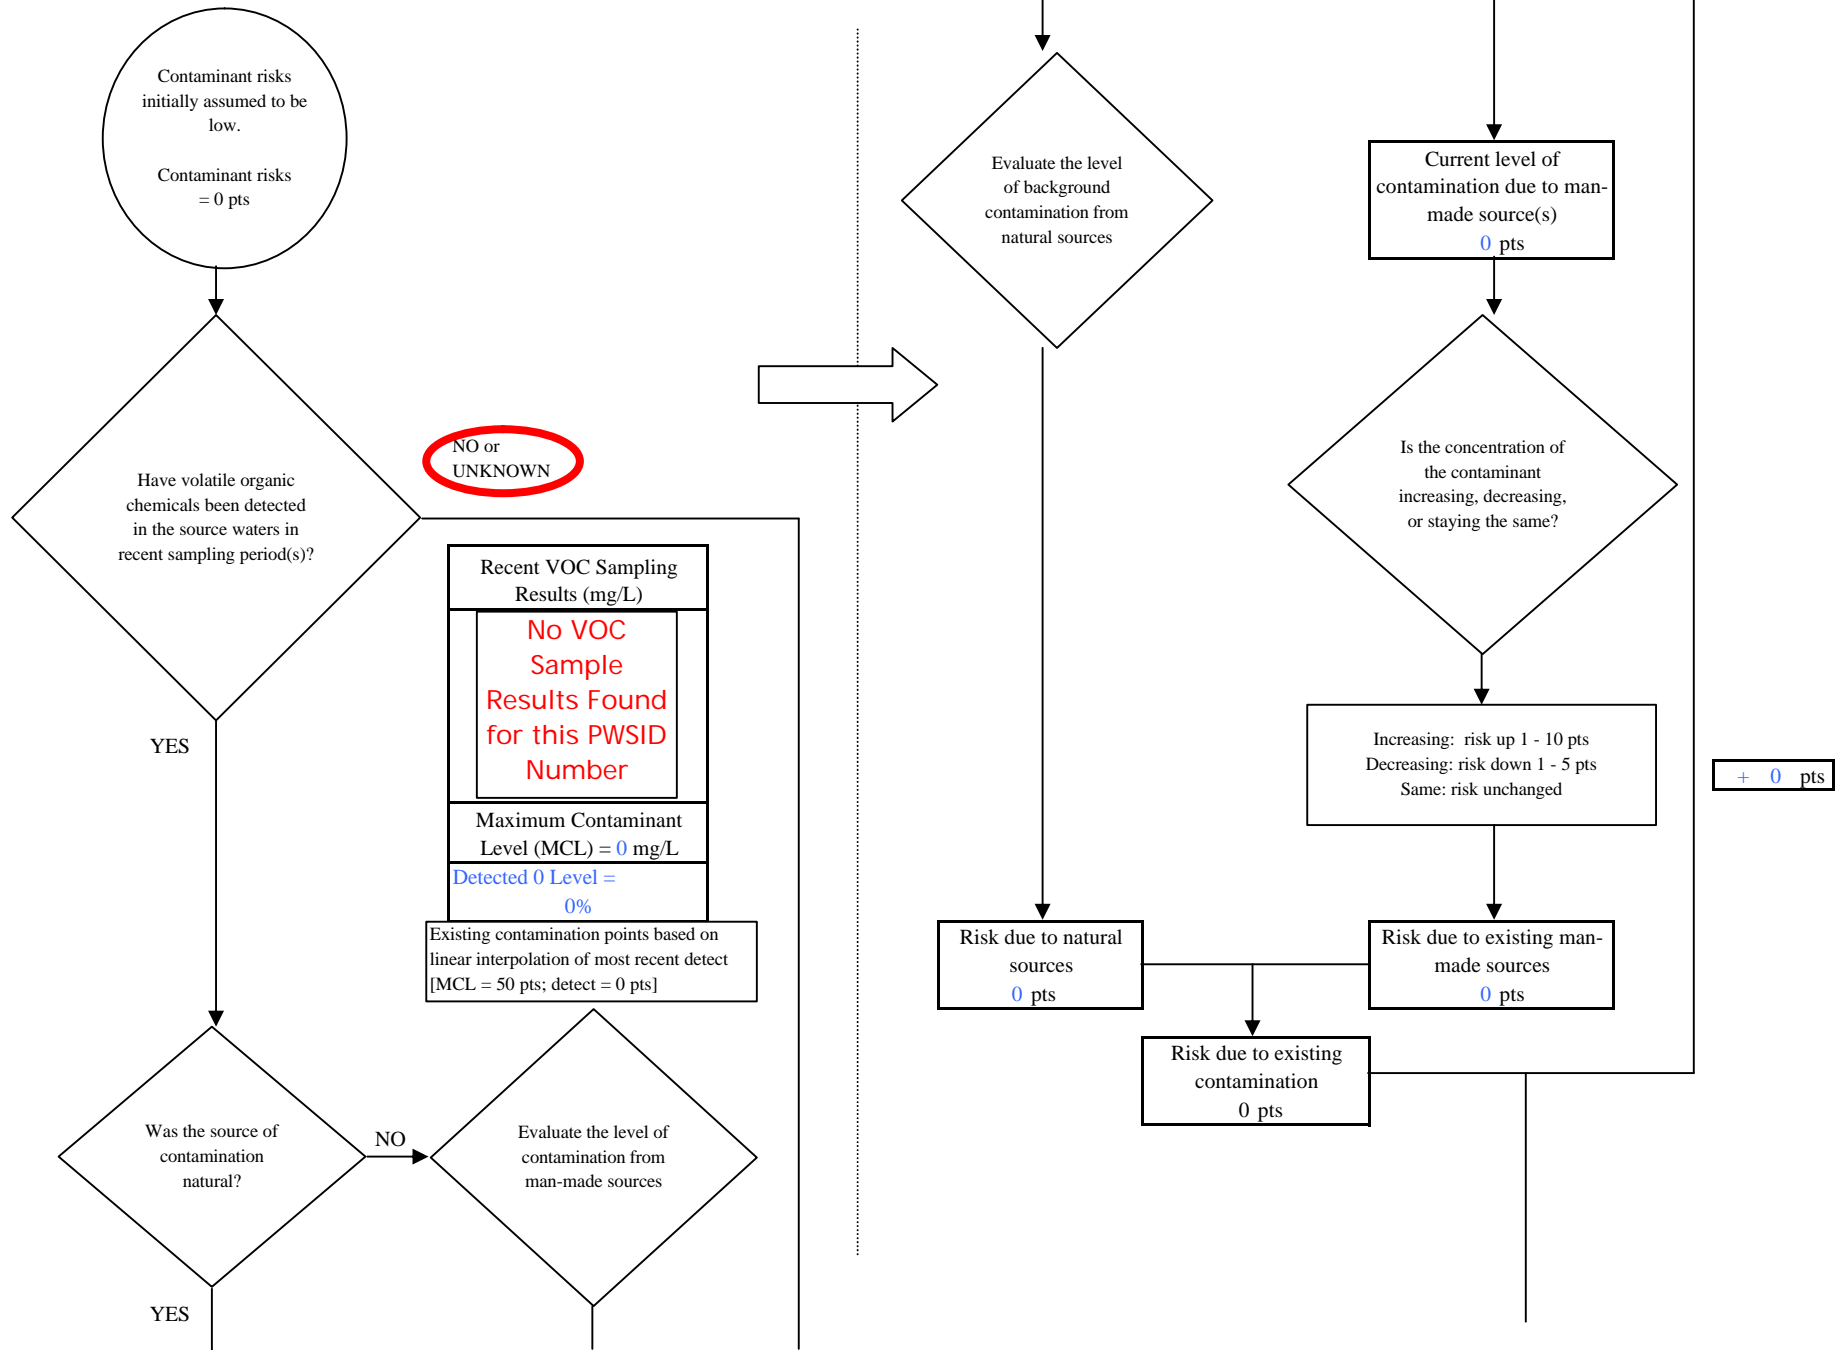 Contaminant risks
initially assumed to be
low.
Contaminant risks
= 0 pts
Have volatile organic
chemicals been detected
in the source waters in
recent sampling period(s)?
NO or
UNKNOWN
Recent VOC Sampling
Results (mg/L)
No VOC
Sample
Results Found
for this PWSID
Number
Maximum Contaminant
Level (MCL) = 0 mg/L
Detected 0 Level =
0%
Existing contamination points based on
linear interpolation of most recent detect
[MCL = 50 pts; detect = 0 pts]
YES
Was the source of
contamination
natural?
NO
Evaluate the level of
contamination from
man-made sources
YES
Evaluate the level
of background
contamination from
natural sources
Current level of
contamination due to man-
made source(s)
0 pts
Is the concentration of
the contaminant
increasing, decreasing,
or staying the same?
Increasing: risk up 1 - 10 pts
Decreasing: risk down 1 - 5 pts
Same: risk unchanged
+ 0 pts
Risk due to natural
sources
0 pts
Risk due to existing man-
made sources
0 pts
Risk due to existing
contamination
0 pts